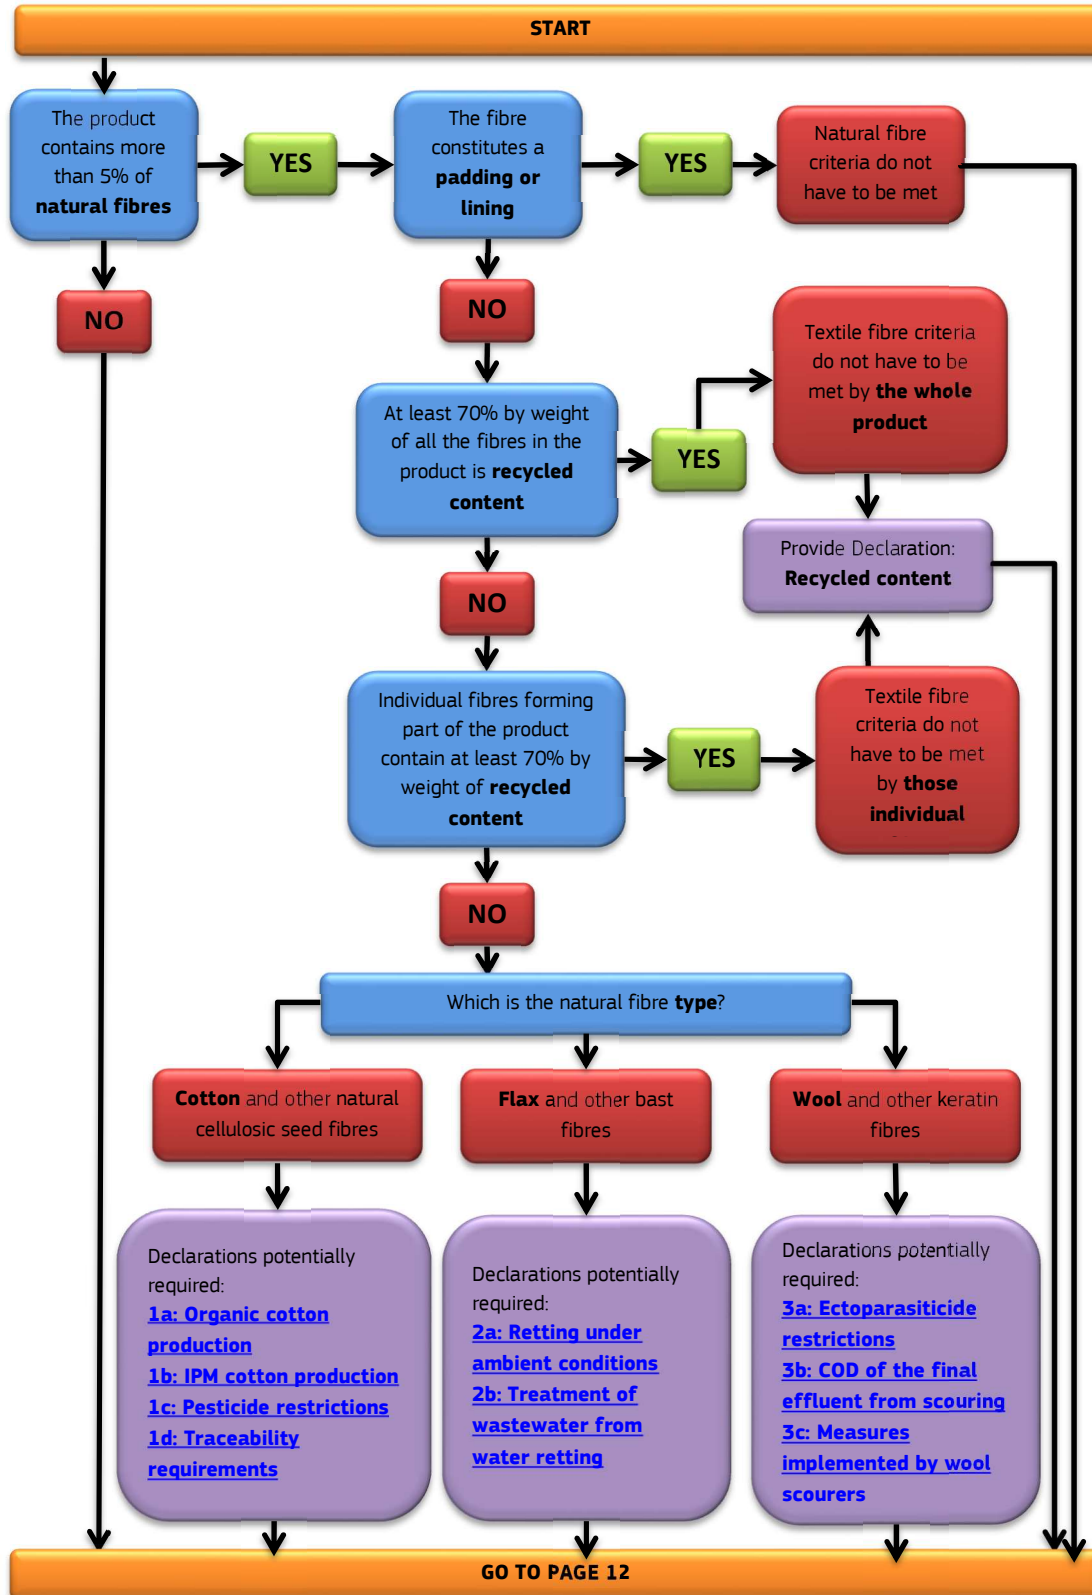 START
The product
contains more
than 5% of
natural fibres
YES
The fibre
constitutes a
padding or
lining
YES
Natural fibre
criteria do not
have to be met
NO
NO
At least 70% by weight
of all the fibres in the
product is recycled
content
YES
Textile fibre criteria
do not have to be
met by the whole
product
Provide Declaration:
Recycled content
NO
Individual fibres forming
part of the product
contain at least 70% by
weight of recycled
content
YES
Textile fibre
criteria do not
have to be met
by those
individual
NO
Which is the natural fibre type?
Cotton and other natural
cellulosic seed fibres
Flax and other bast
fibres
Wool and other keratin
fibres
Declarations potentially
required:
1a: Organic cotton
production
1b: IPM cotton production
1c: Pesticide restrictions
1d: Traceability
requirements
Declarations potentially
required:
2a: Retting under
ambient conditions
2b: Treatment of
wastewater from
water retting
Declarations potentially
required:
3a: Ectoparasiticide
restrictions
3b: COD of the final
effluent from scouring
3c: Measures
implemented by wool
scourers
GO TO PAGE 12